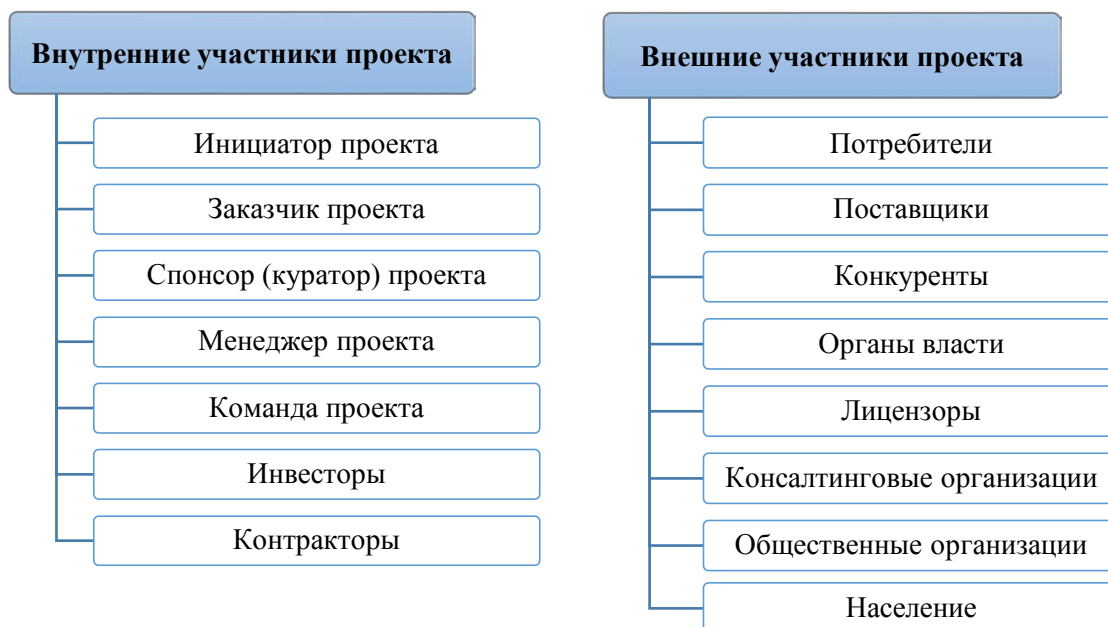 Внутренние участники проекта
Инициатор проекта
Заказчик проекта
Спонсор (куратор) проекта
Менеджер проекта
Команда проекта
Инвесторы
Контракторы
Внешние участники проекта
Потребители
Поставщики
Конкуренты
Органы власти
Лицензоры
Консалтинговые организации
Общественные организации
Население